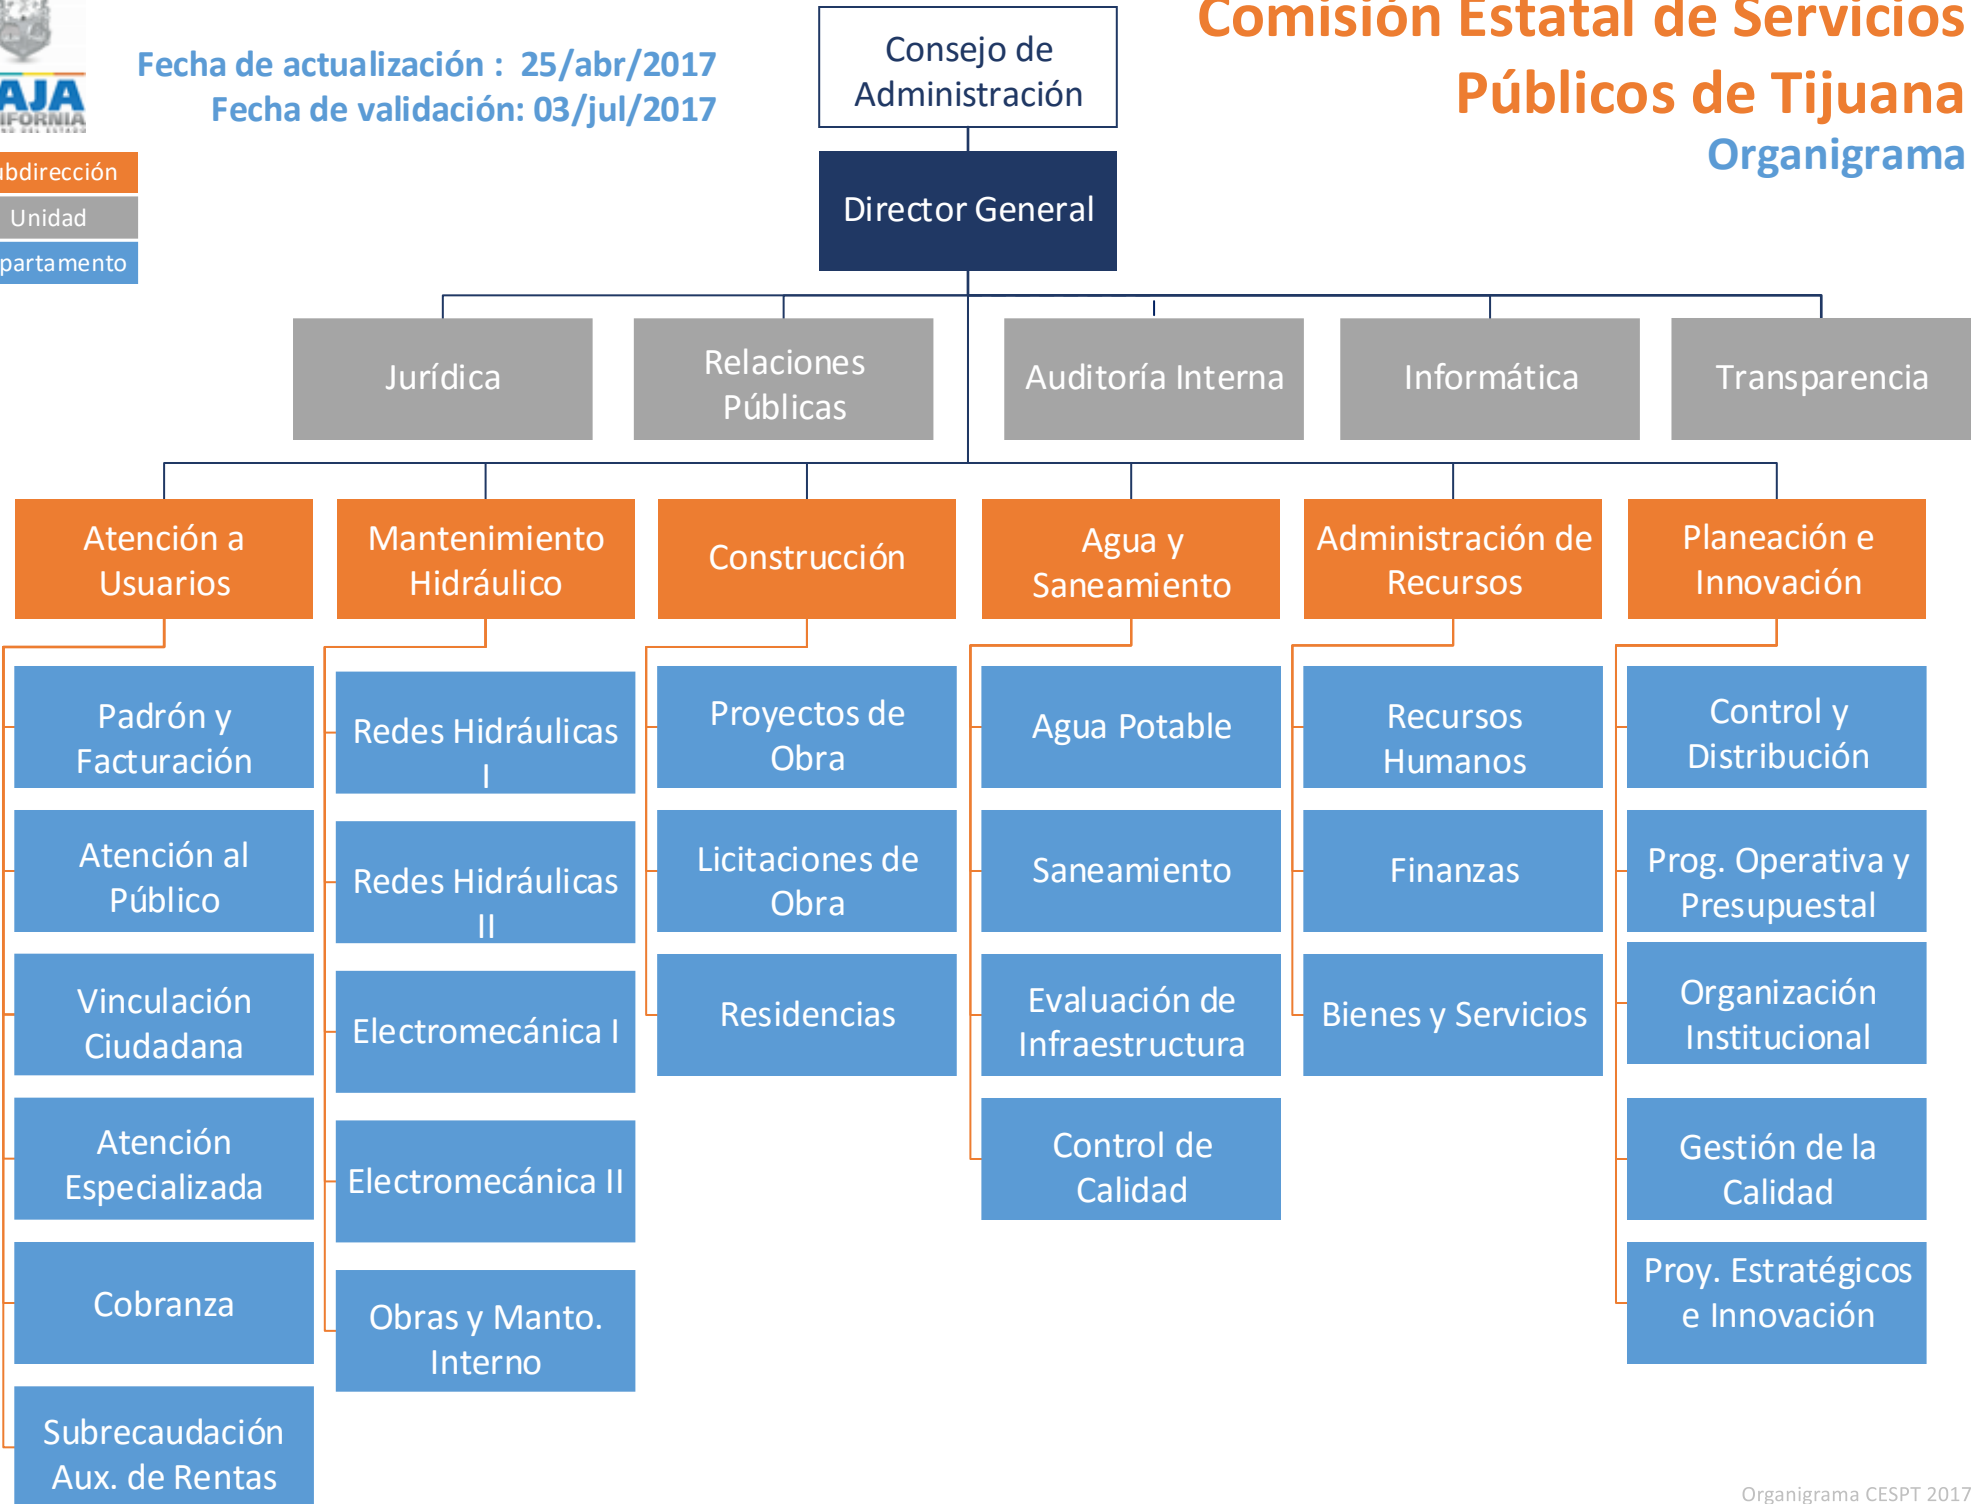 Comisión Estatal de Servicios
Públicos de Tijuana
Organigrama
Fecha de actualización : 25/abr/2017
Fecha de validación: 03/jul/2017
Unidad
Consejo de
Administración
Director General
Jurídica
Relaciones
Públicas
Auditoría Interna
Informática
Transparencia
Atención a
Usuarios
Mantenimiento
Hidráulico
Construcción
Agua y
Saneamiento
Administración de
Recursos
Planeación e
Innovación
Padrón y
Facturación
Atención al
Público
Vinculación
Ciudadana
Atención
Especializada
Cobranza
Subrecaudación
Aux. de Rentas
Redes Hidráulicas
I
Redes Hidráulicas
II
Electromecánica I
Electromecánica II
Obras y Manto.
Interno
Proyectos de
Obra
Licitaciones de
Obra
Residencias
Agua Potable
Saneamiento
Evaluación de
Infraestructura
Control de
Calidad
Recursos
Humanos
Finanzas
Bienes y Servicios
Control y
Distribución
Prog. Operativa y
Presupuestal
Organización
Institucional
Gestión de la
Calidad
Proy. Estratégicos
e Innovación
Organigrama CESPT 2017